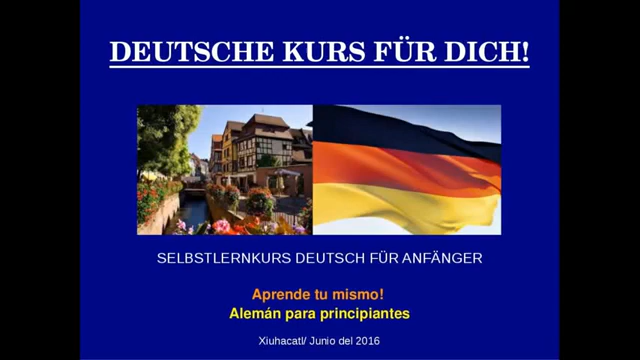 DEUTSCHE KURS FÜR DICH!
SELBSTLERNKURS DEUTSCH FÜR ANFÄNGER
Aprende tu mismo!
Alemán para principiantes
Xiuhacatl/ Junio del 2016